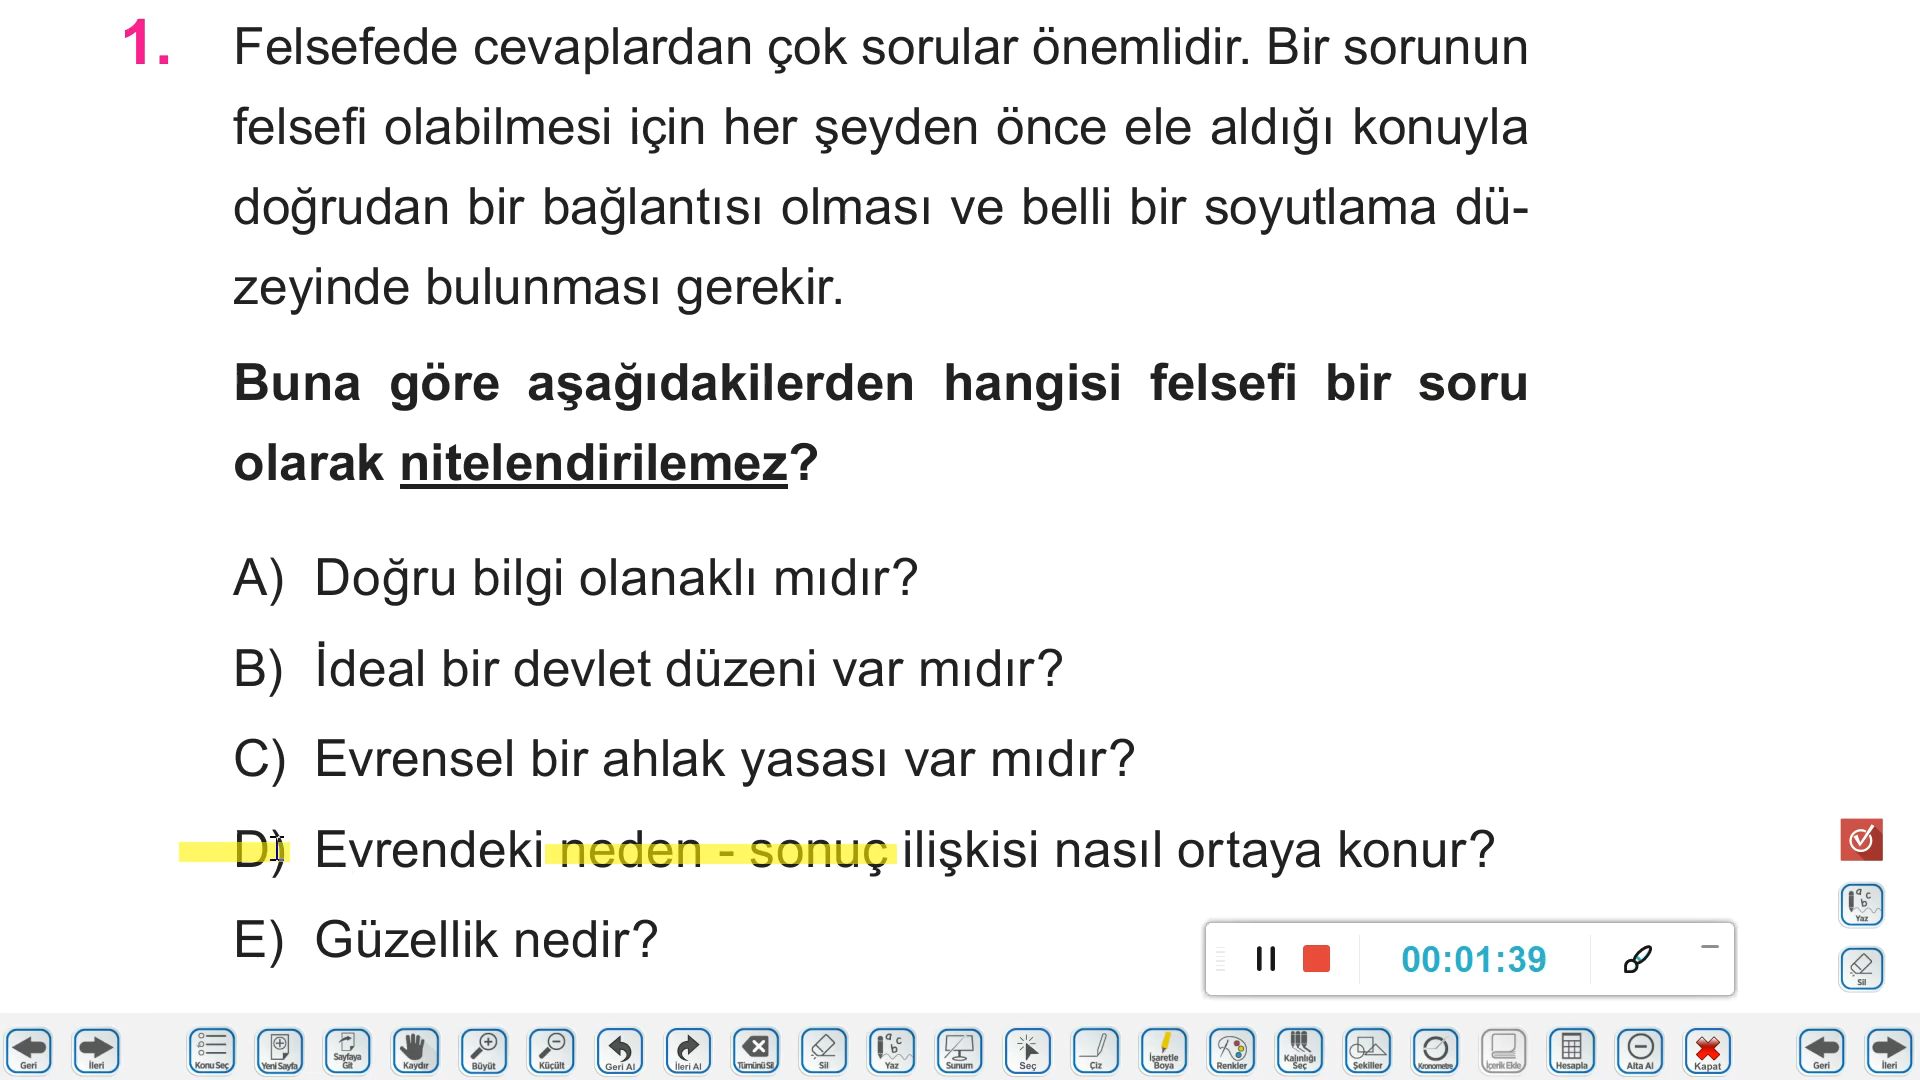 1. Felsefede cevaplardan çok sorular önemlidir. Bir sorunun
felsefi olabilmesi için her şeyden önce ele aldığı konuyla
doğrudan bir bağlantısı olması ve belli bir soyutlama dü-
zeyinde bulunması gerekir.
Buna göre aşağıdakilerden hangisi felsefi bir soru
olarak nitelendirilemez?
A) Doğru bilgi olanaklı mıdır?
B) İdeal bir devlet düzeni var mıdır?
C) Evrensel bir ahlak yasası var mıdır?
D) Evrendeki neden - sonuç ilişkisi nasıl ortaya konur?
E) Güzellik nedir?
00:01:39
a b c
Yaz
Sil
Geri
İleri
Konu Seç
Yeni Sayfa
Sayfaya
Git
Kaydır
Büyüt
Küçült
Geri Al
İleri Al
Tümünü Sil
Sil
a b c
Yaz
Sunum
Seç
Çiz
İşaretle
Boya
Renkler
Kalınlığı
Seç
Şekiller
Kronometre
İçerik Ekle
Hesapla
Alta Al
Kapat
Geri
İleri